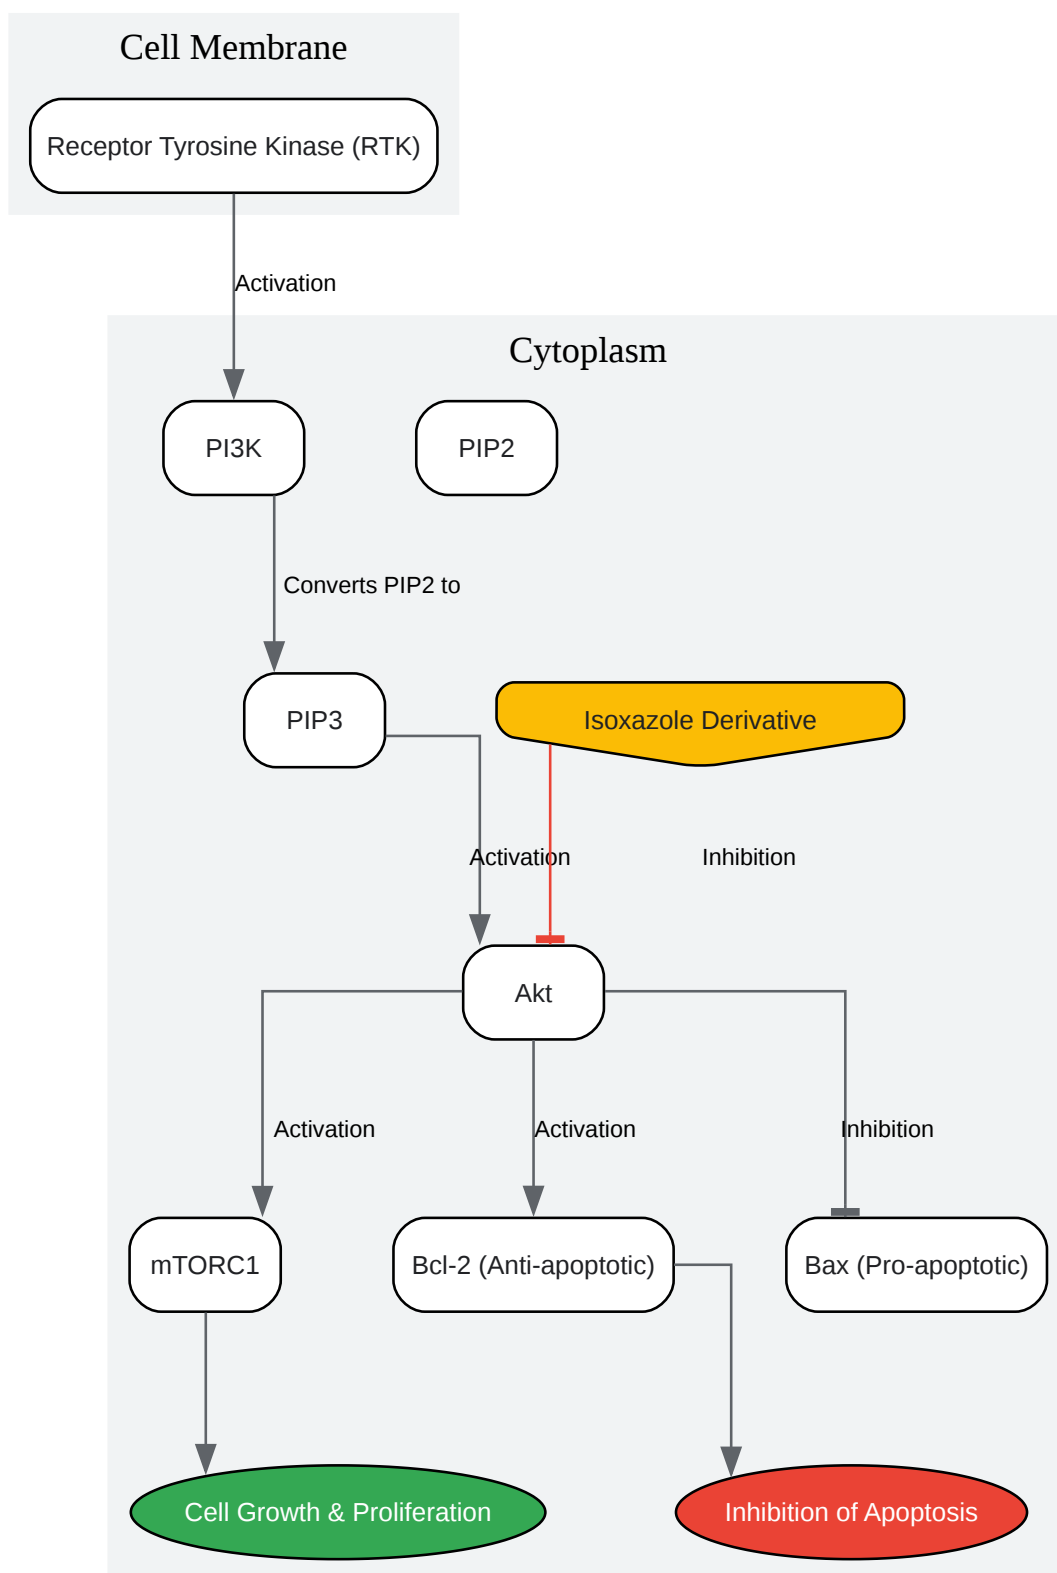 Cell Membrane
Receptor Tyrosine Kinase (RTK)
Activation
Cytoplasm
PI3K
PIP2
Converts PIP2 to
PIP3
Isoxazole Derivative
Activation
Inhibition
Akt
Activation
Activation
Inhibition
mTORC1
Bcl-2 (Anti-apoptotic)
Bax (Pro-apoptotic)
Cell Growth & Proliferation
Inhibition of Apoptosis